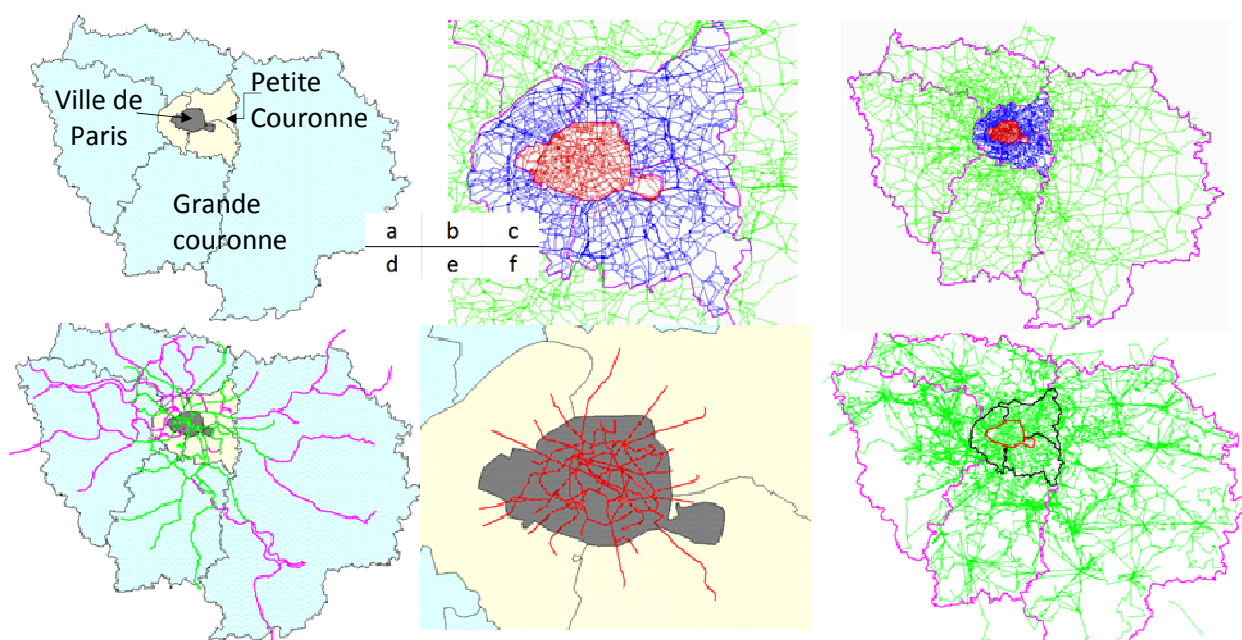 Ville de
Paris
Petite
Couronne
Grande
couronne
a b c
d e f